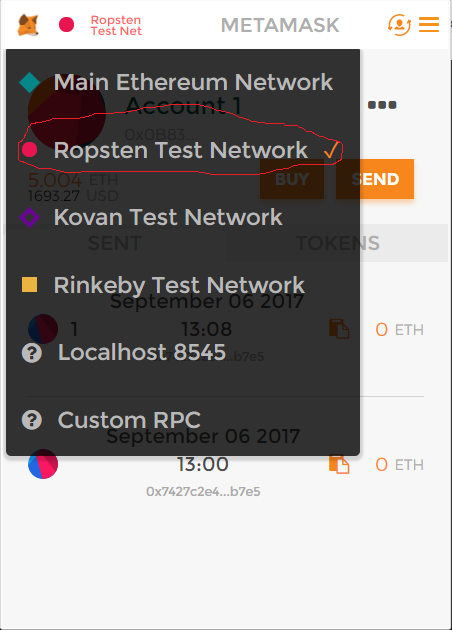 Ropsten
Test Net
METAMASK
Main Ethereum Network
Account 1
0x0B83...
Ropsten Test Network
5.004 ETH
1693.27 USD
BUY
SEND
Kovan Test Network
SENT
TOKENS
Rinkeby Test Network
September 06 2017
1
13:08
0 ETH
Localhost 8545
...b7e5
Custom RPC
September 06 2017
13:00
0 ETH
0x7427c2e4...b7e5